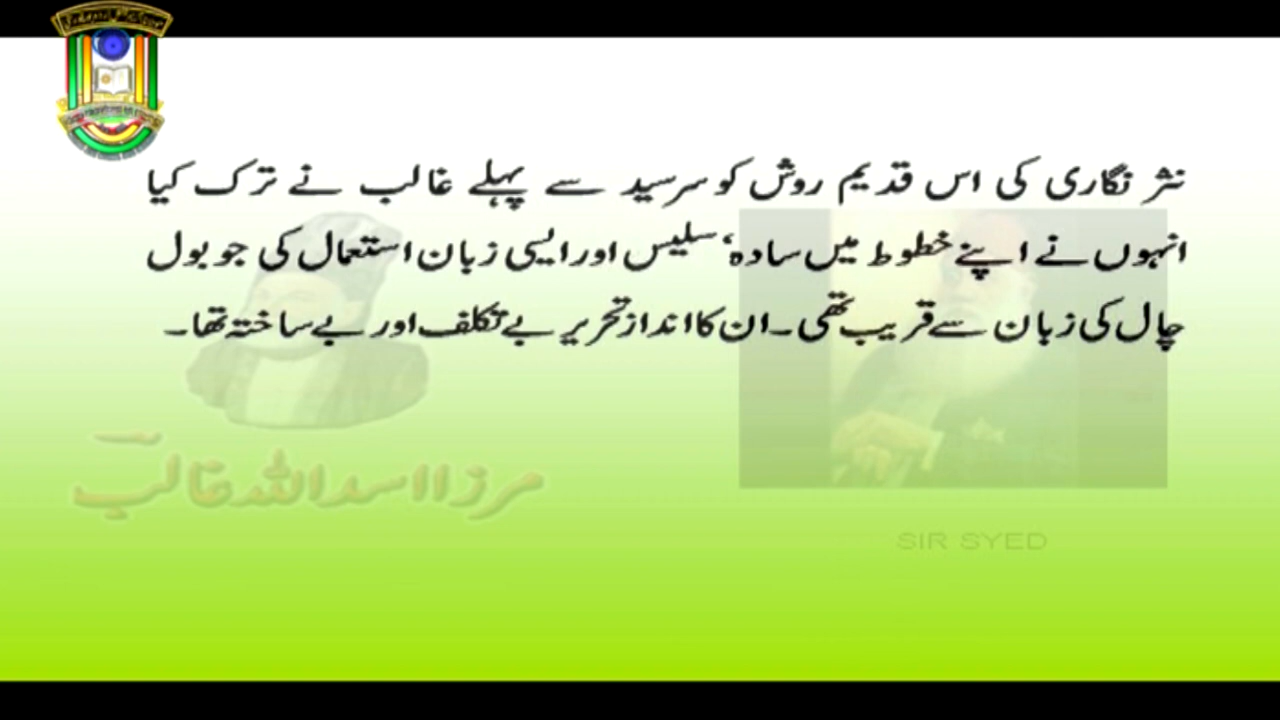 نثر نگاری کی اس قدیم روش کو سرسید سے پہلے غالب نے ترک کیا
انہوں نے اپنے خطوط میں سادہ، سلیس اور ایسی زبان استعمال کی جو بول
چال کی زبان سے قریب تھی۔ ان کا انداز تحریر بے تکلف اور بے ساختہ تھا۔
مرزا اسد اللہ غالب
SIR SYED